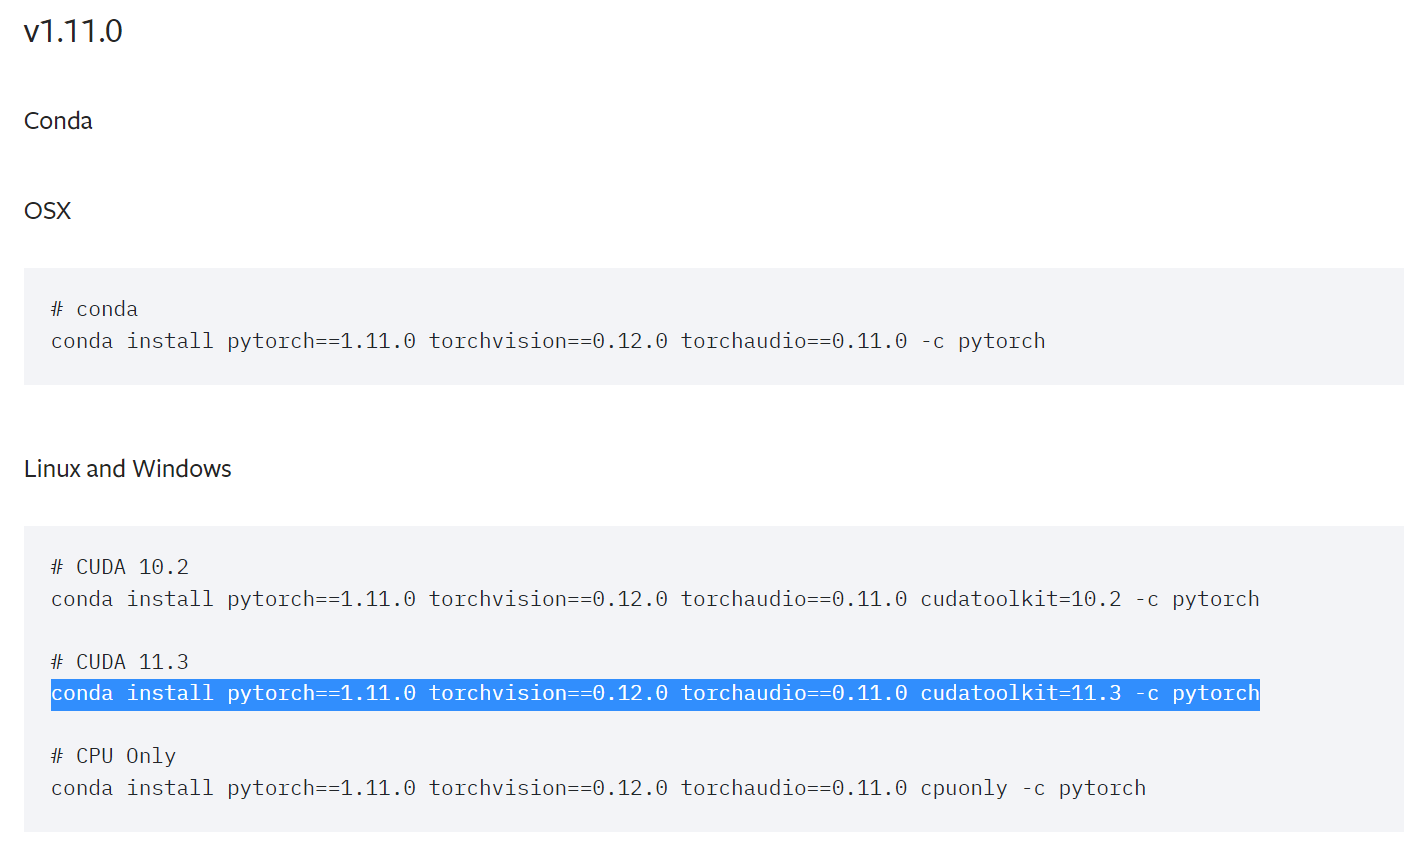 v1.11.0
Conda
OSX
# conda
conda install pytorch==1.11.0 torchvision==0.12.0 torchaudio==0.11.0 -c pytorch
Linux and Windows
# CUDA 10.2
conda install pytorch==1.11.0 torchvision==0.12.0 torchaudio==0.11.0 cudatoolkit=10.2 -c pytorch
# CUDA 11.3
conda install pytorch==1.11.0 torchvision==0.12.0 torchaudio==0.11.0 cudatoolkit=11.3 -c pytorch
# CPU Only
conda install pytorch==1.11.0 torchvision==0.12.0 torchaudio==0.11.0 cpuonly -c pytorch